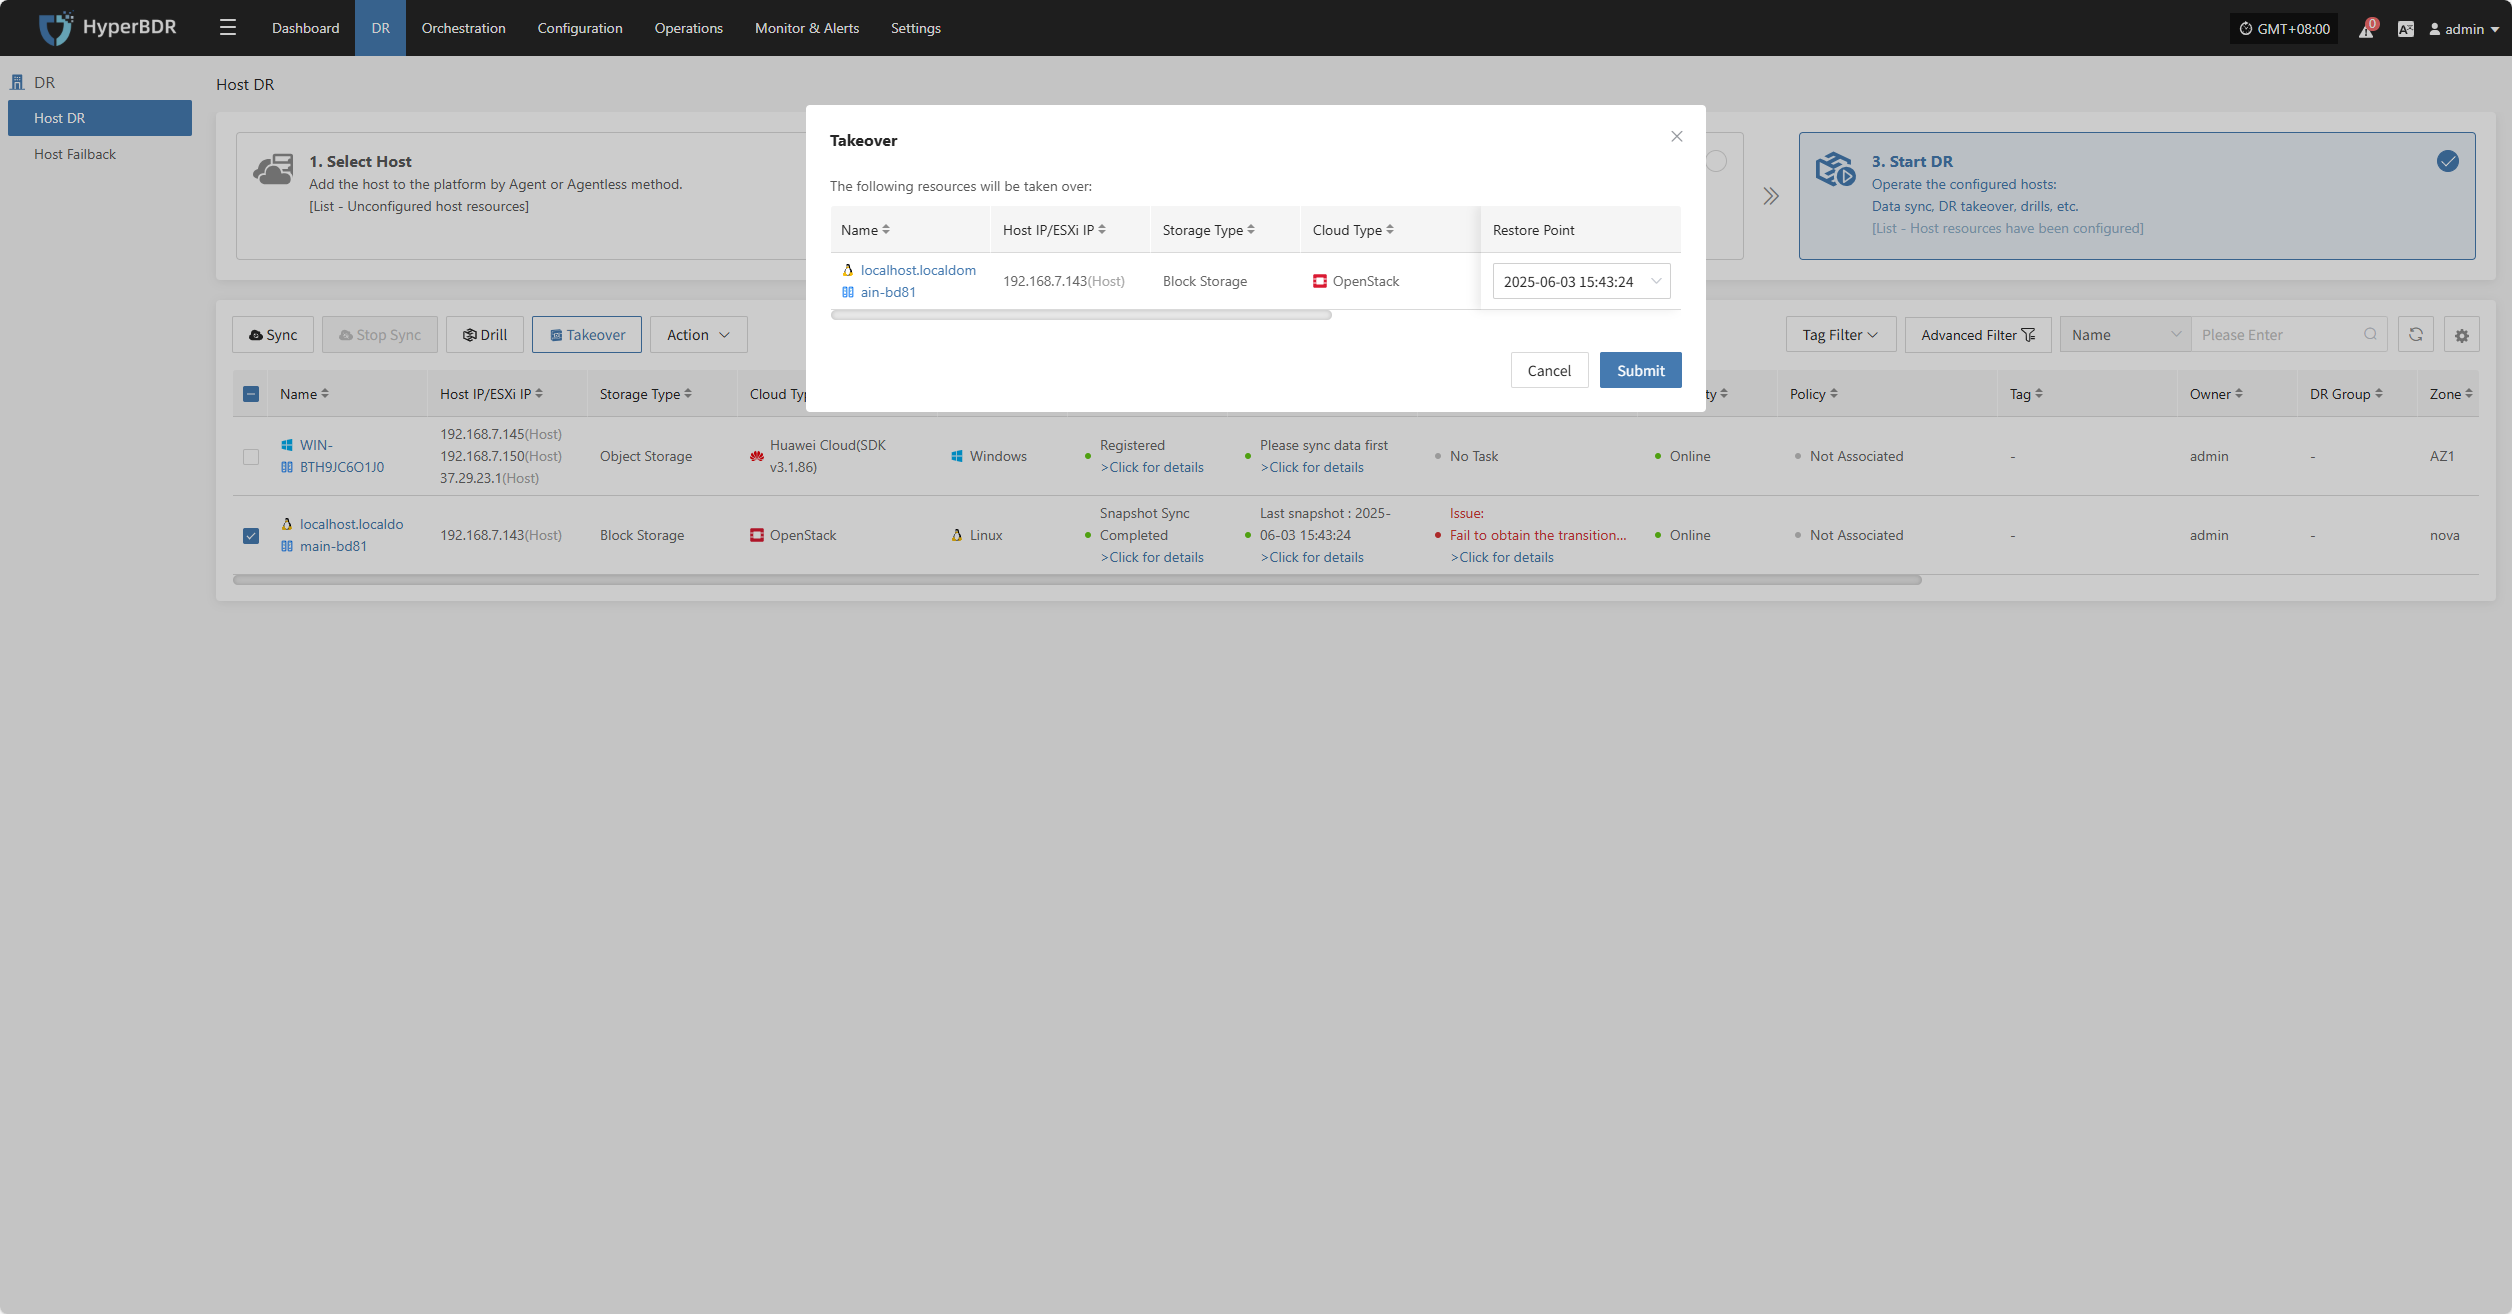 HyperBDR
Dashboard
DR
Orchestration
Configuration
Operations
Monitor & Alerts
Settings
GMT+08:00
0
admin
DR
Host DR
Host Failback
Host DR
1. Select Host
Add the host to the platform by Agent or Agentless method.
[List - Unconfigured host resources]
3. Start DR
Operate the configured hosts:
Data sync, DR takeover, drills, etc.
[List - Host resources have been configured]
Takeover
The following resources will be taken over:
Name Host IP/ESXi IP Storage Type Cloud Type Restore Point
localhost.localdom
ain-bd81
192.168.7.143(Host)
Block Storage
OpenStack
2025-06-03 15:43:24
Cancel
Submit
Sync
Stop Sync
Drill
Takeover
Action
Tag Filter
Advanced Filter
Name
Please Enter
Name Host IP/ESXi IP Storage Type Cloud Typ ty Policy Tag Owner DR Group Zone
WIN-
BTH9JC6O1J0
192.168.7.145(Host)
192.168.7.150(Host)
37.29.23.1(Host)
Object Storage
Huawei Cloud(SDK
v3.1.86)
Windows
Registered
>Click for details
Please sync data first
>Click for details
No Task
Online
Not Associated
-
admin
-
AZ1
localhost.localdo
main-bd81
192.168.7.143(Host)
Block Storage
OpenStack
Linux
Snapshot Sync
Completed
>Click for details
Last snapshot : 2025-
06-03 15:43:24
>Click for details
Issue:
Fail to obtain the transition...
>Click for details
Online
Not Associated
-
admin
-
nova